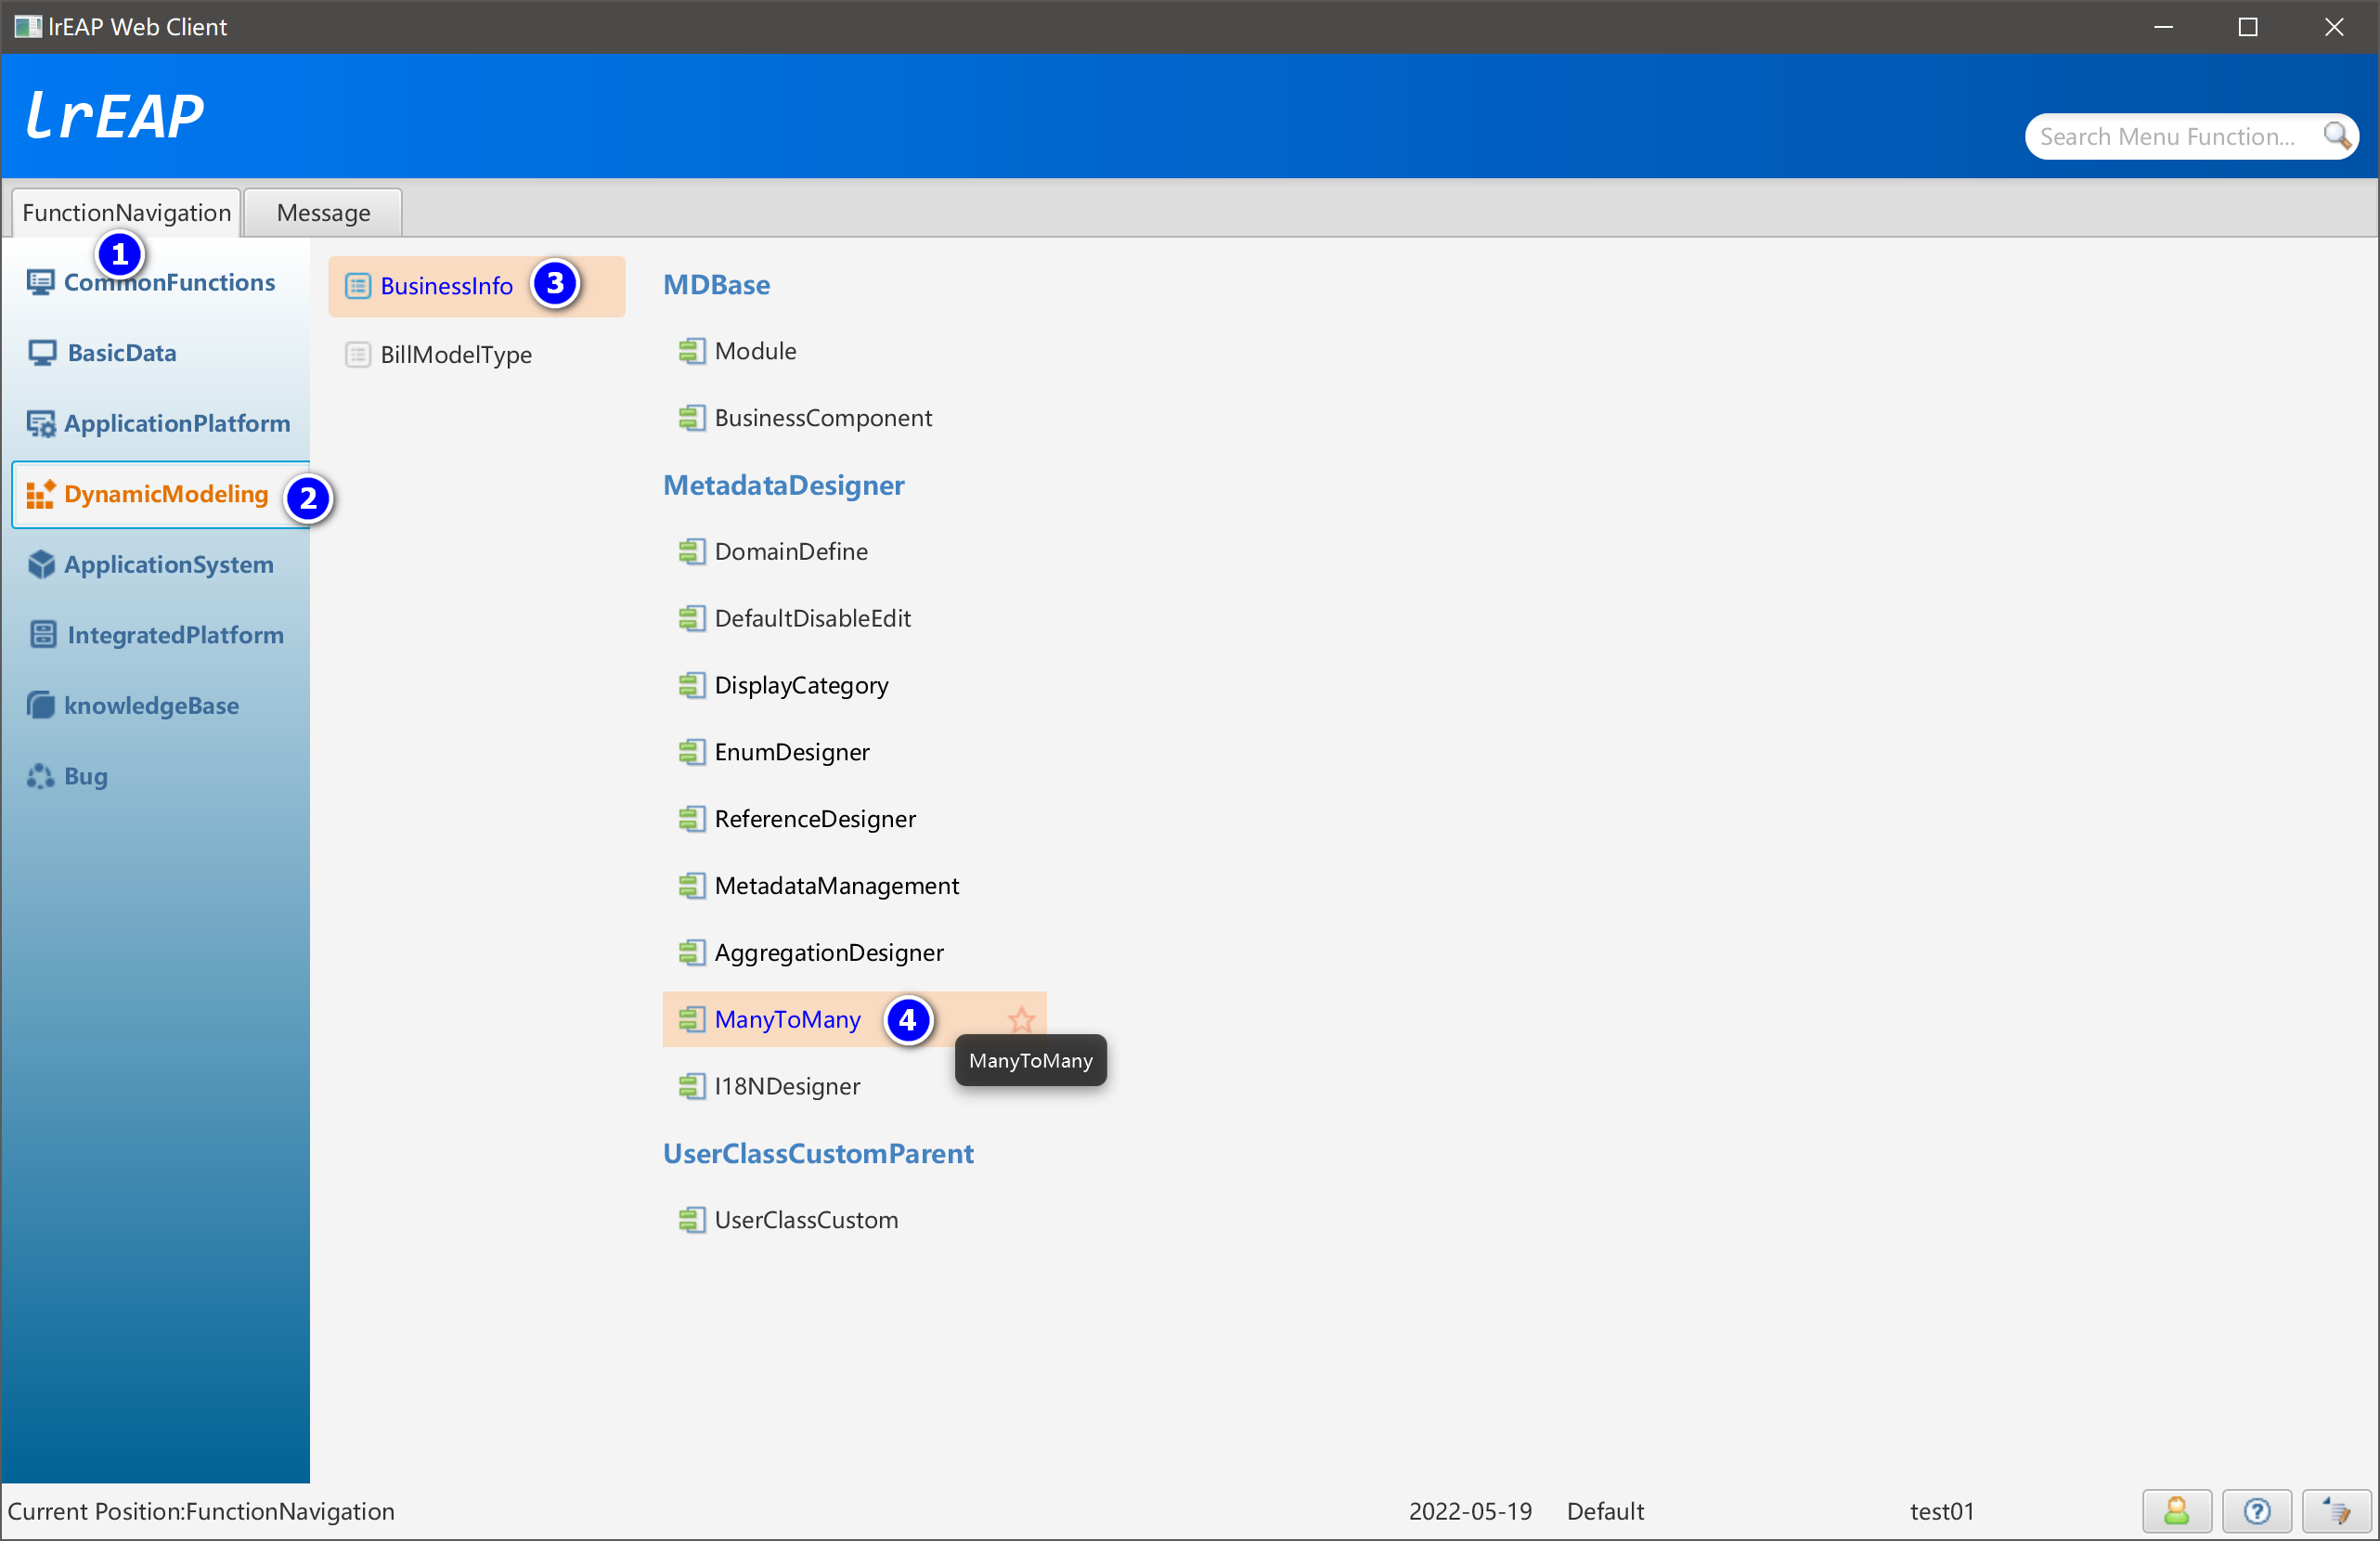 lrEAP Web Client
lrEAP
Search Menu Function...
FunctionNavigation
Message
1
CommonFunctions
BasicData
ApplicationPlatform
DynamicModeling
2
ApplicationSystem
IntegratedPlatform
knowledgeBase
Bug
BusinessInfo
3
BillModelType
MDBase
Module
BusinessComponent
MetadataDesigner
DomainDefine
DefaultDisableEdit
DisplayCategory
EnumDesigner
ReferenceDesigner
MetadataManagement
AggregationDesigner
ManyToMany
4
ManyToMany
I18NDesigner
UserClassCustomParent
UserClassCustom
Current Position:FunctionNavigation
2022-05-19
Default
test01